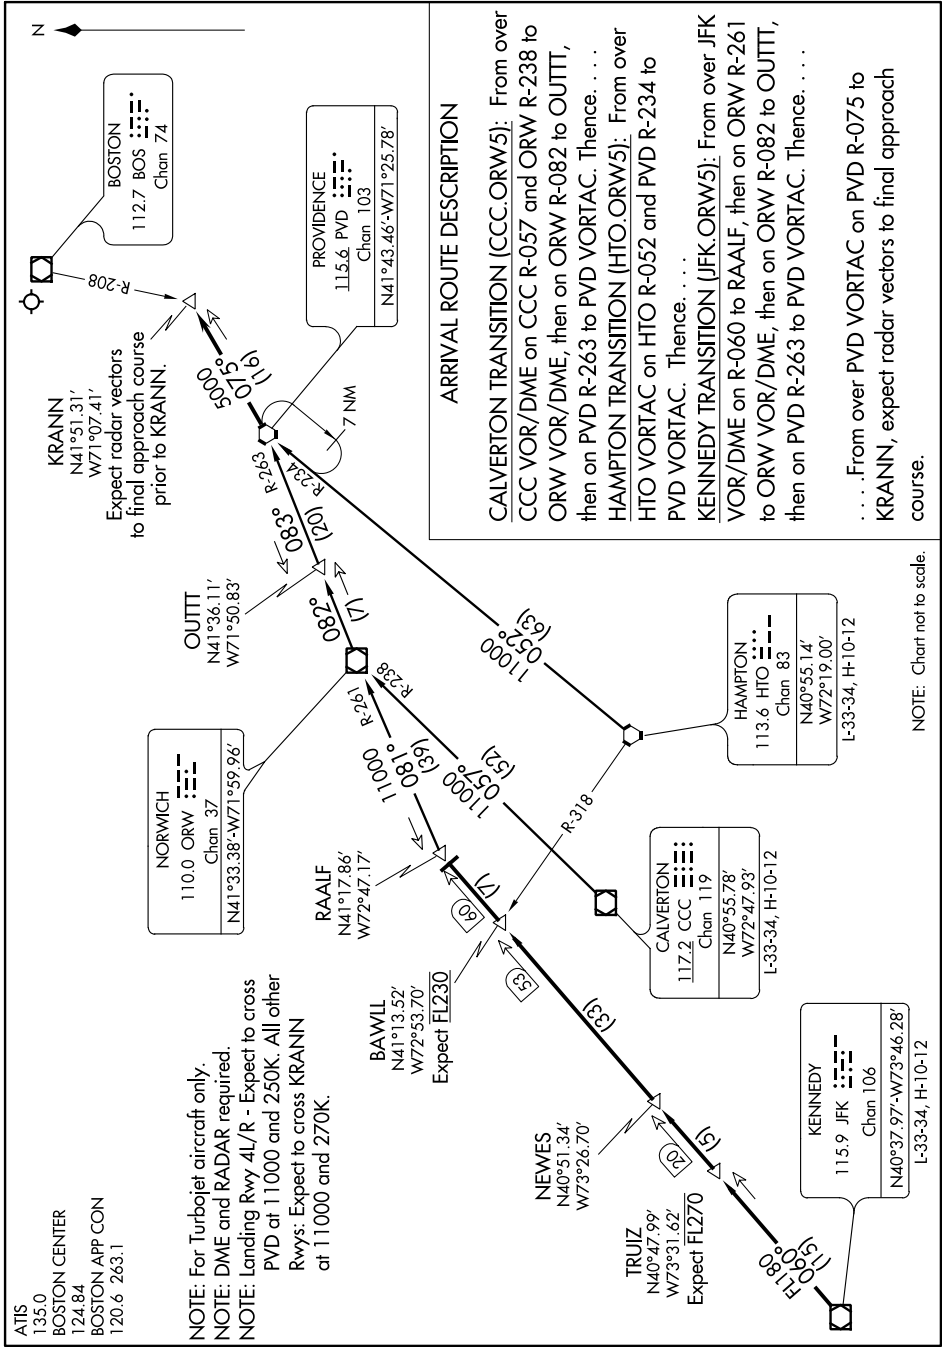 ATIS
135.0
BOSTON CENTER
124.84
BOSTON APP CON
120.6 263.1
NOTE: For Turbojet aircraft only.
NOTE: DME and RADAR required.
NOTE: Landing Rwy 4L/R - Expect to cross
PVD at 11000 and 250K. All other
Rwys: Expect to cross KRANN
at 11000 and 270K.
NORWICH
110.0 ORW
Chan 37
N41°33.38'-W71°59.96'
RAALF
N41°17.86'
W72°47.17'
BAWLL
N41°13.52'
W72°53.70'
Expect FL230
NEWES
N40°51.34'
W73°26.70'
TRUIZ
N40°47.99'
W73°31.62'
Expect FL270
KENNEDY
115.9 JFK
Chan 106
N40°37.97'-W73°46.28'
L-33-34, H-10-12
FL180
060°
(15)
20
(5)
(33)
53
60
(7)
11000
081°
(39)
R-261
R-238
11000
057°
(52)
R-318
CALVERTON
117.2 CCC
Chan 119
N40°55.78'
W72°47.93'
L-33-34, H-10-12
HAMPTON
113.6 HTO
Chan 83
N40°55.14'
W72°19.00'
L-33-34, H-10-12
11000
052°
(63)
082°
(7)
OUTTT
N41°36.11'
W71°50.83'
083°
(20)
R-263
R-234
7 NM
KRANN
N41°51.31'
W71°07.41'
Expect radar vectors
to final approach course
prior to KRANN.
5000
075°
(16)
R-208
BOSTON
112.7 BOS
Chan 74
N
PROVIDENCE
115.6 PVD
Chan 103
N41°43.46'-W71°25.78'
ARRIVAL ROUTE DESCRIPTION
CALVERTON TRANSITION (CCC.ORW5): From over
CCC VOR/DME on CCC R-057 and ORW R-238 to
ORW VOR/DME, then on ORW R-082 to OUTTT,
then on PVD R-263 to PVD VORTAC. Thence. . . .
HAMPTON TRANSITION (HTO.ORW5): From over
HTO VORTAC on HTO R-052 and PVD R-234 to
PVD VORTAC. Thence. . . .
KENNEDY TRANSITION (JFK.ORW5): From over JFK
VOR/DME on R-060 to RAALF, then on ORW R-261
to ORW VOR/DME, then on ORW R-082 to OUTTT,
then on PVD R-263 to PVD VORTAC. Thence. . . .
. . . .From over PVD VORTAC on PVD R-075 to
KRANN, expect radar vectors to final approach
course.
NOTE: Chart not to scale.